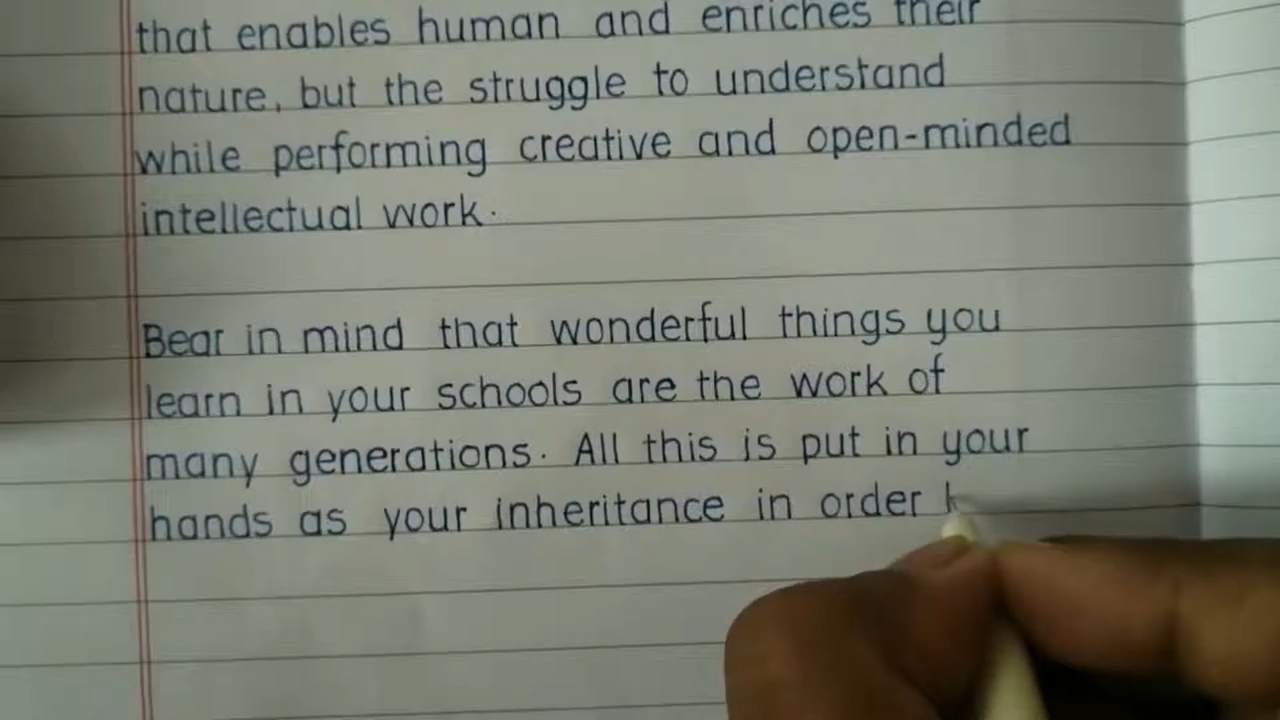 that enables human and enriches their
nature, but the struggle to understand
while performing creative and open-minded
intellectual work.
Bear in mind that wonderful things you
learn in your schools are the work of
many generations. All this is put in your
hands as your inheritance in order